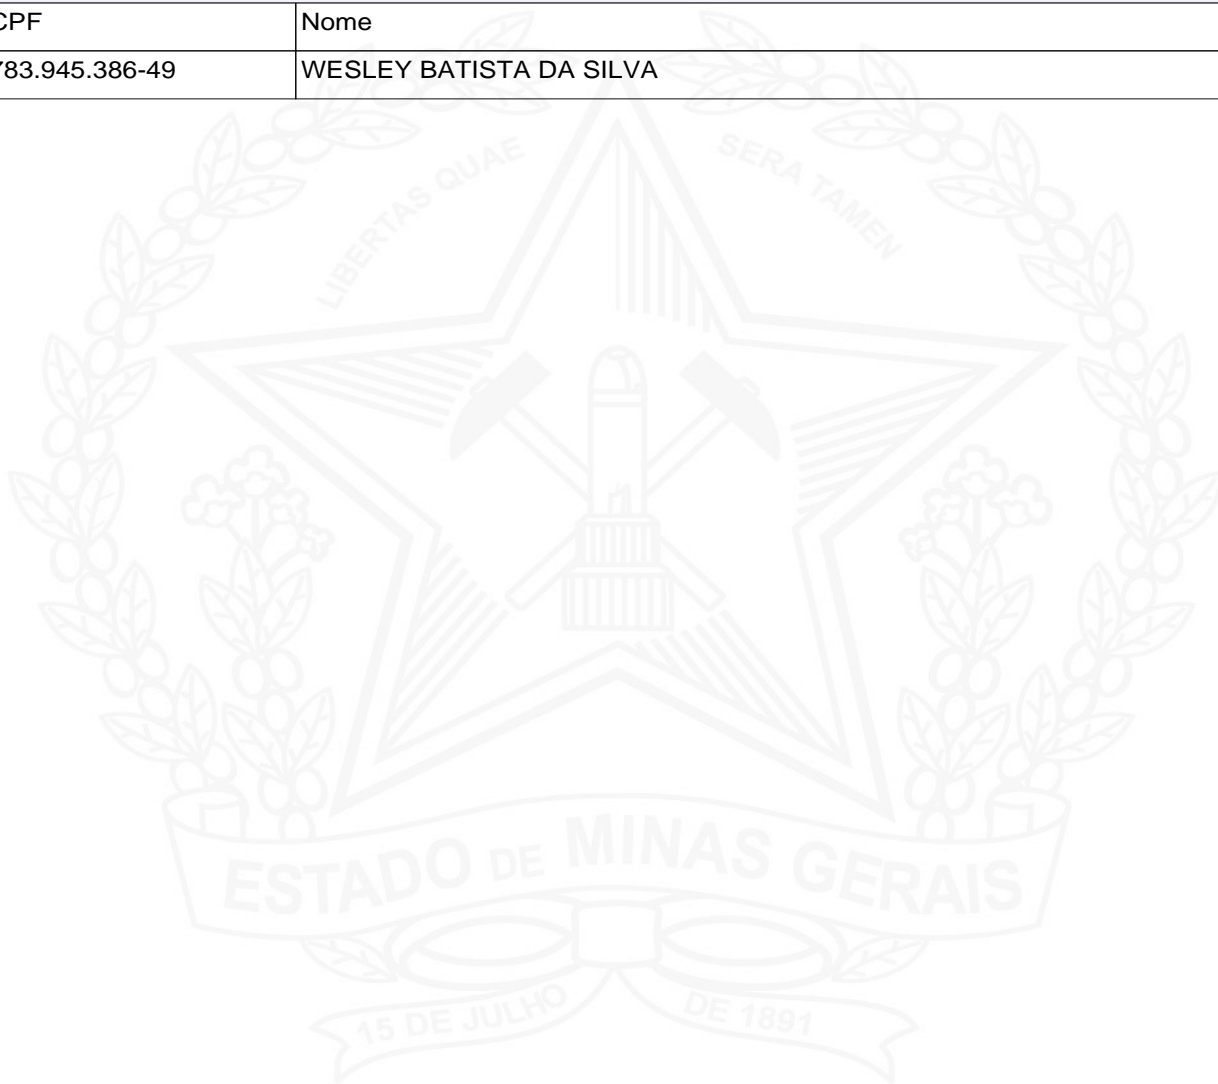 CPF Nome
783.945.386-49 WESLEY BATISTA DA SILVA
LIBERTAS QUAE SERA TAMEN
ESTADO DE MINAS GERAIS
15 DE JULHO DE 1891